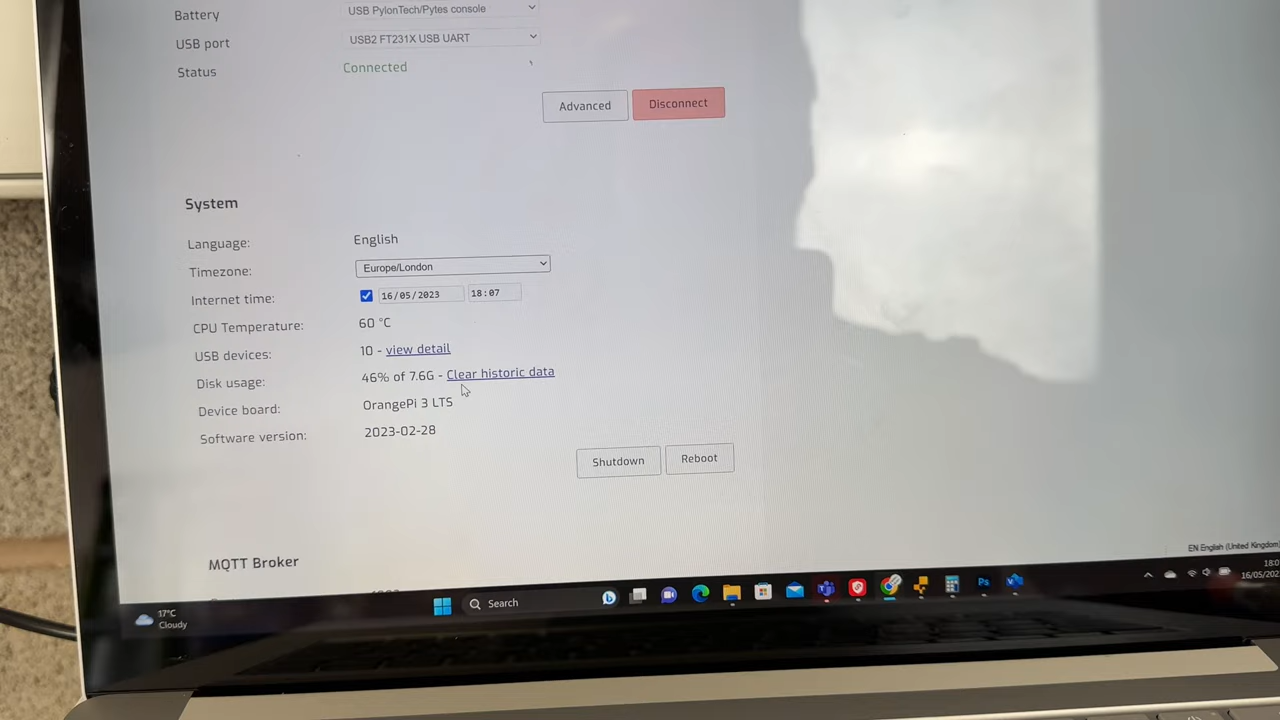 Battery USB PylonTech/Pytes console
USB port USB2 FT231X USB UART
Status Connected
Advanced Disconnect
System
Language: English
Timezone: Europe/London
Internet time: 16/05/2023 18:07
CPU Temperature: 60 °C
USB devices: 10 - view detail
Disk usage: 46% of 7.6G - Clear historic data
Device board: OrangePi 3 LTS
Software version: 2023-02-28
Shutdown Reboot
MQTT Broker
EN English (United Kingdom)
17°C
Cloudy
Search
Ps